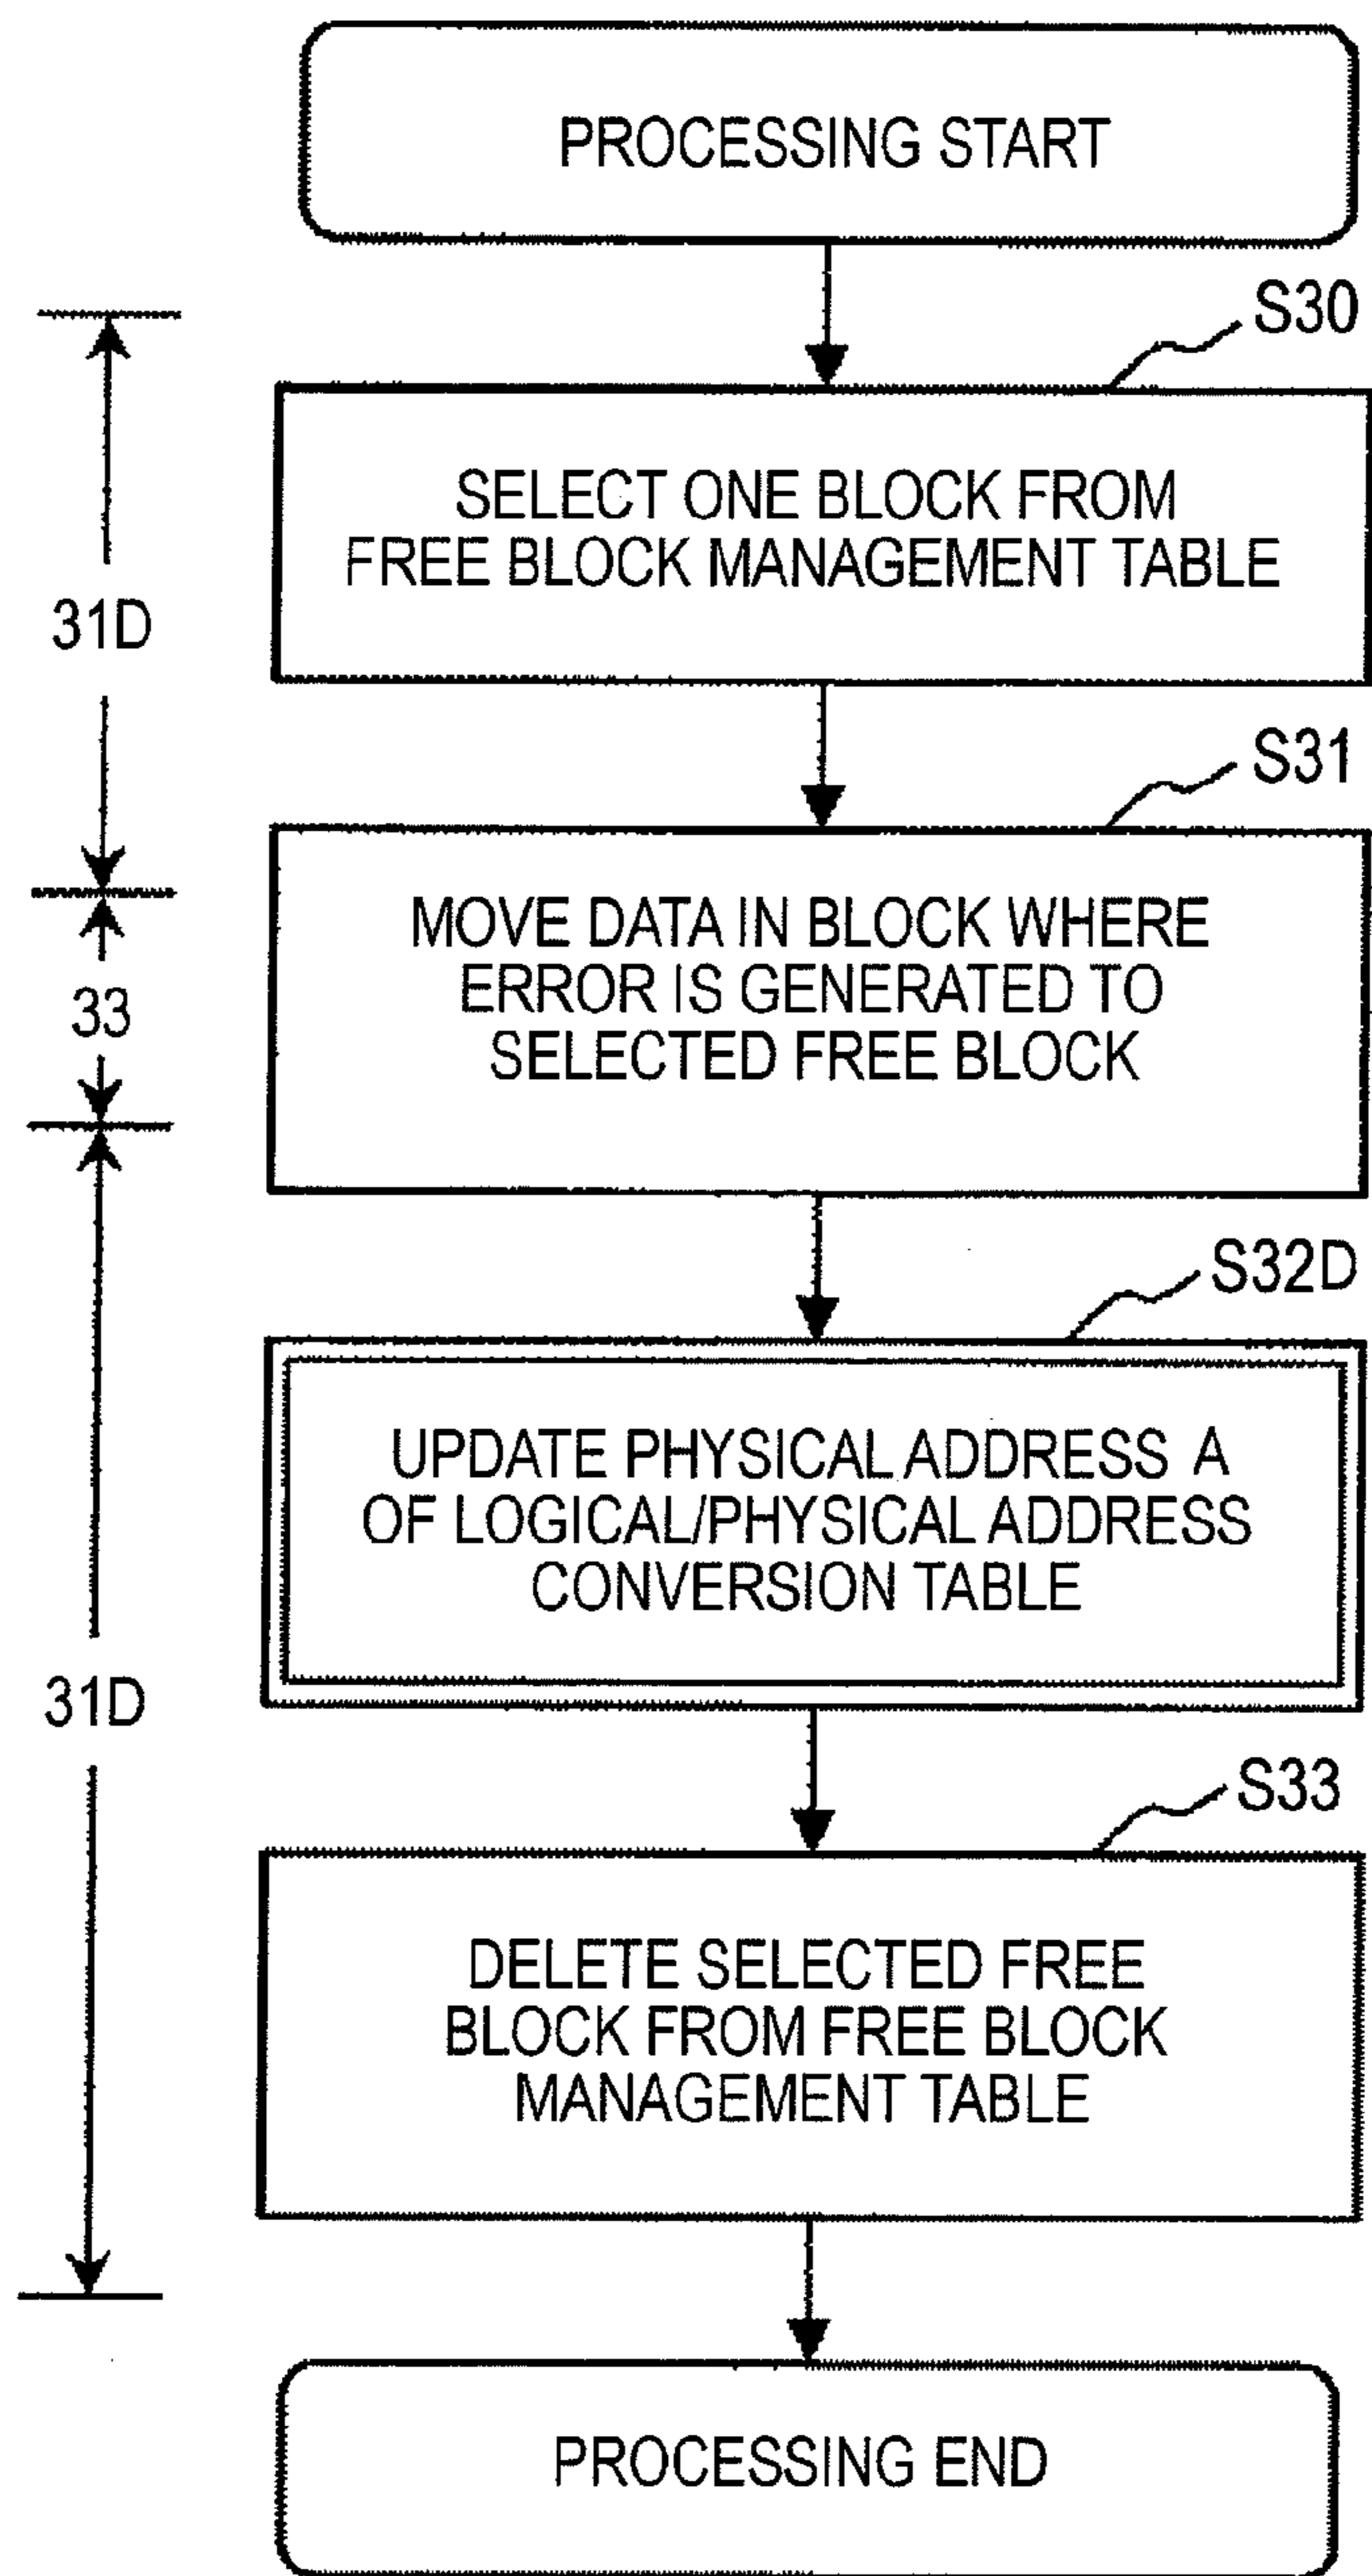 PROCESSING START
S30
SELECT ONE BLOCK FROM
FREE BLOCK MANAGEMENT TABLE
31D
S31
MOVE DATA IN BLOCK WHERE
ERROR IS GENERATED TO
SELECTED FREE BLOCK
33
S32D
UPDATE PHYSICAL ADDRESS A
OF LOGICAL/PHYSICAL ADDRESS
CONVERSION TABLE
31D
S33
DELETE SELECTED FREE
BLOCK FROM FREE BLOCK
MANAGEMENT TABLE
PROCESSING END